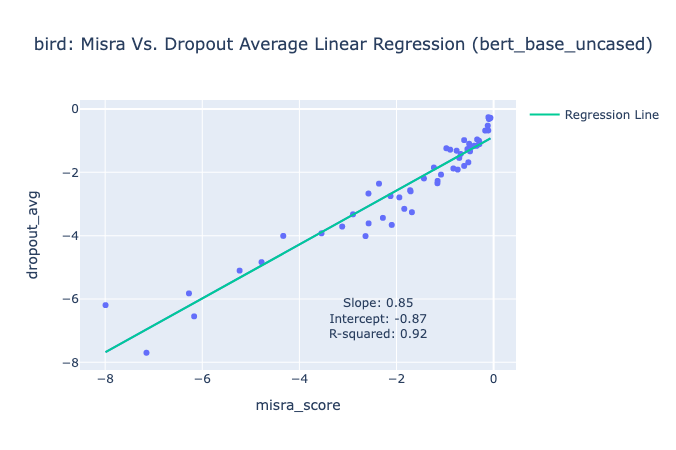 bird: Misra Vs. Dropout Average Linear Regression (bert_base_uncased)
Regression Line
0
−2
−4
−6
−8
dropout_avg
Slope: 0.85
Intercept: -0.87
R-squared: 0.92
−8 −6 −4 −2 0
misra_score